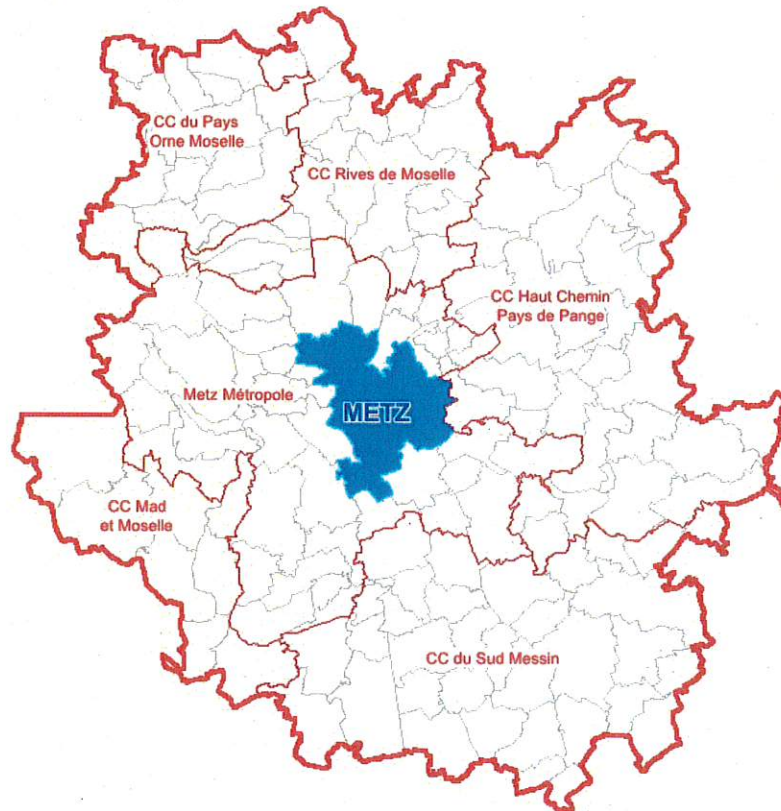 CC du Pays
Orne Moselle
CC Rives de Moselle
CC Haut Chemin
Pays de Pange
Metz Métropole
METZ
CC Mad
et Moselle
CC du Sud Messin